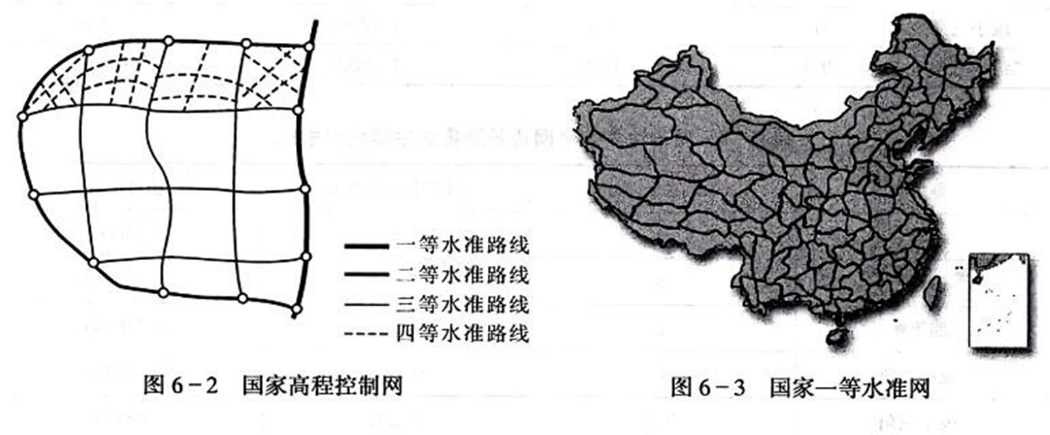 一等水准路线
二等水准路线
三等水准路线
四等水准路线
图6-2 国家高程控制网
图6-3 国家一等水准网